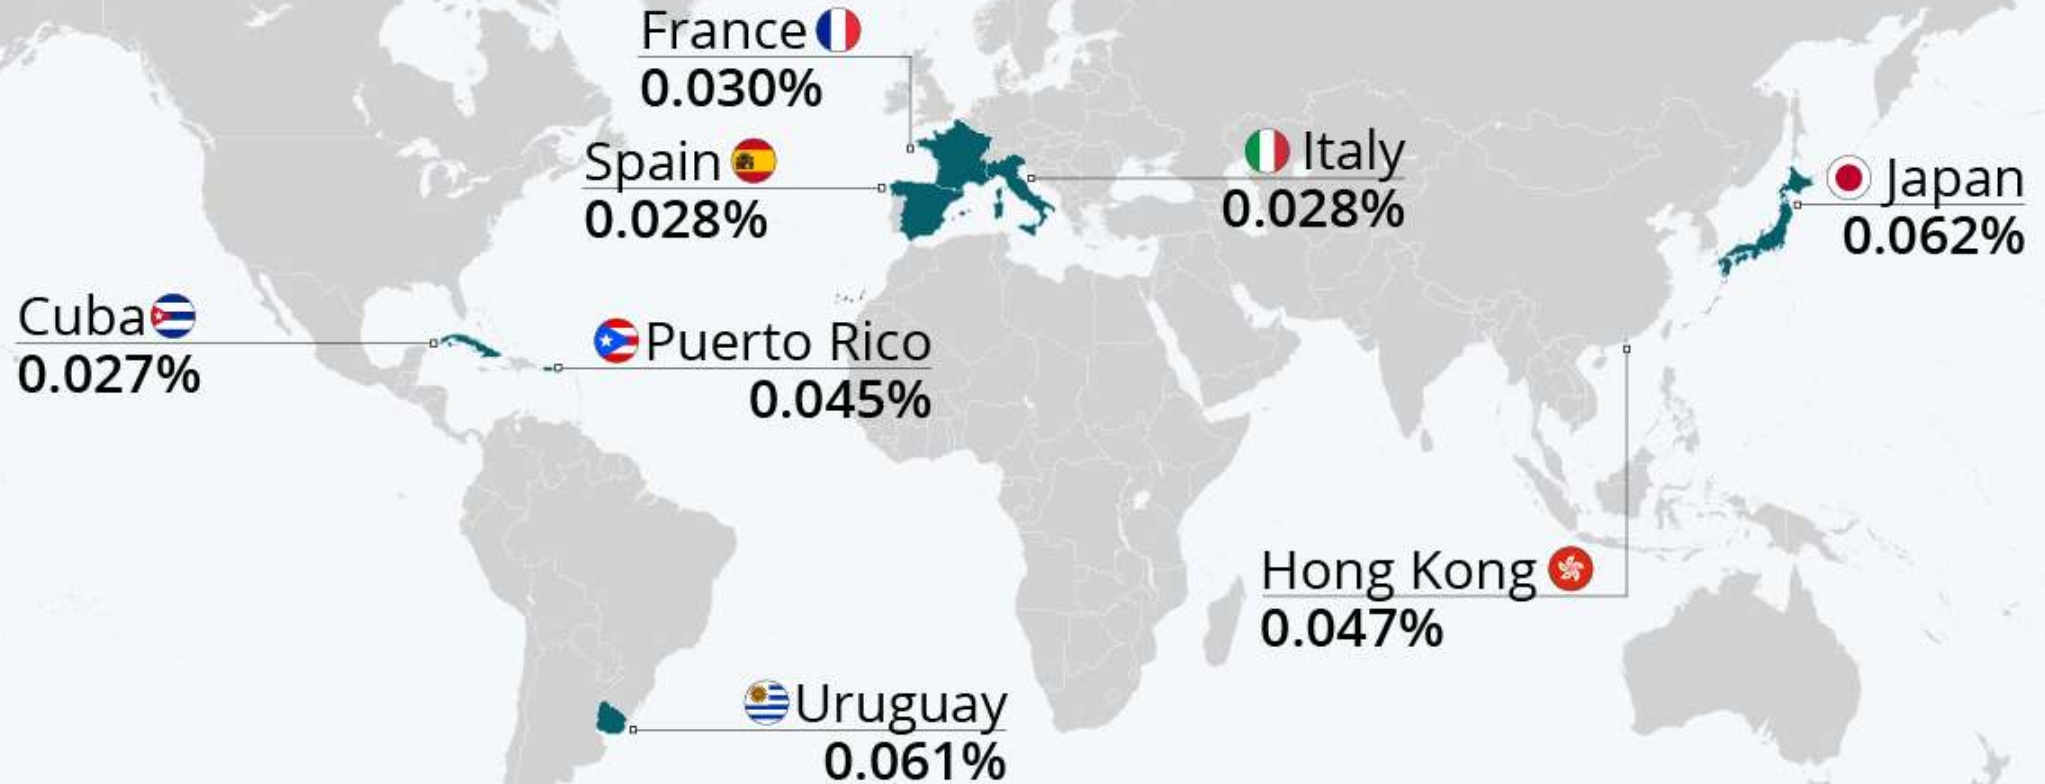 France
0.030%
Spain
0.028%
Italy
0.028%
Japan
0.062%
Cuba
0.027%
Puerto Rico
0.045%
Hong Kong
0.047%
Uruguay
0.061%